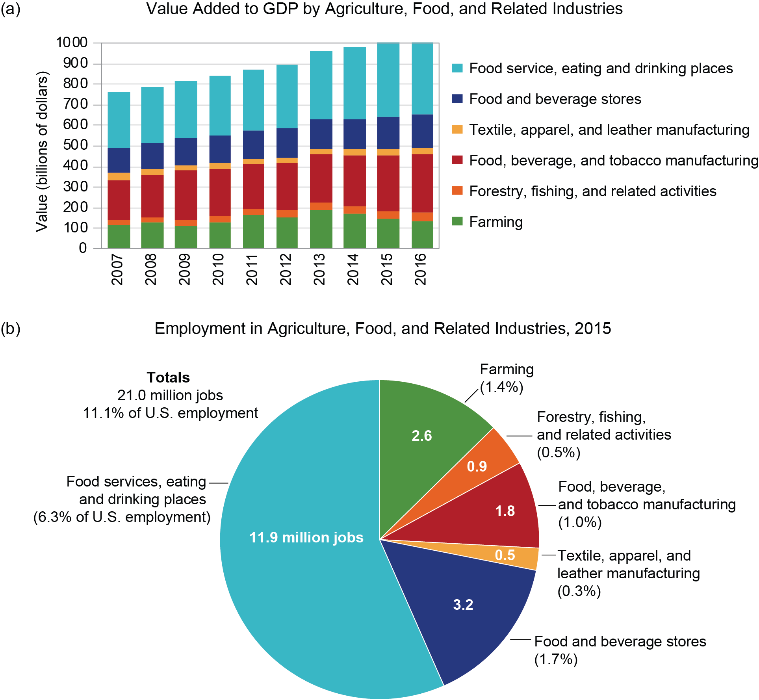 (a)
Value Added to GDP by Agriculture, Food, and Related Industries
Value (billions of dollars)
1000
900
800
700
600
500
400
300
200
100
0
2007
2008
2009
2010
2011
2012
2013
2014
2015
2016
Food service, eating and drinking places
Food and beverage stores
Textile, apparel, and leather manufacturing
Food, beverage, and tobacco manufacturing
Forestry, fishing, and related activities
Farming
(b)
Employment in Agriculture, Food, and Related Industries, 2015
Totals
21.0 million jobs
11.1% of U.S. employment
Farming
(1.4%)
2.6
Forestry, fishing,
and related activities
(0.5%)
0.9
Food, beverage,
and tobacco manufacturing
(1.0%)
1.8
Textile, apparel, and
leather manufacturing
(0.3%)
0.5
Food and beverage stores
(1.7%)
3.2
Food services, eating
and drinking places
(6.3% of U.S. employment)
11.9 million jobs